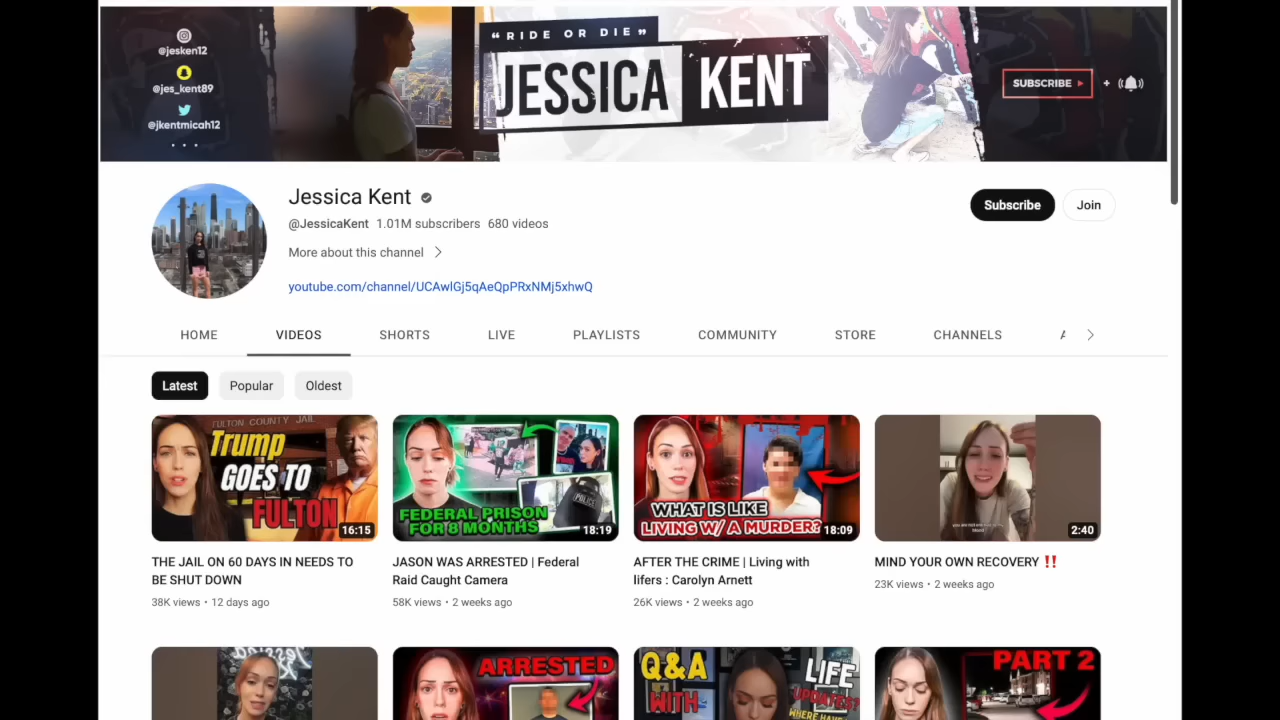 @jesken12
@jes_kent89
@jkentmicah12
“RIDE OR DIE”
JESSICA KENT
SUBSCRIBE
+
Jessica Kent
@JessicaKent 1.01M subscribers 680 videos
More about this channel
youtube.com/channel/UCAwlGj5qAeQpPRxNMj5xhwQ
Subscribe
Join
HOME VIDEOS SHORTS LIVE PLAYLISTS COMMUNITY STORE CHANNELS
Latest Popular Oldest
FULTON COUNTY JAIL
Trump
GOES TO
FULTON
16:15
THE JAIL ON 60 DAYS IN NEEDS TO
BE SHUT DOWN
38K views • 12 days ago
POLICE
FEDERAL PRISON
FOR 8 MONTHS
18:19
JASON WAS ARRESTED | Federal
Raid Caught Camera
58K views • 2 weeks ago
WHAT IS LIKE
LIVING W/ A MURDER?
18:09
AFTER THE CRIME | Living with
lifers : Carolyn Arnett
26K views • 2 weeks ago
2:40
MIND YOUR OWN RECOVERY ‼️
23K views • 2 weeks ago
Jessica
ARRESTED
Q&A
WITH
LIFE
UPDATES?
WHERE HAVE
PART 2